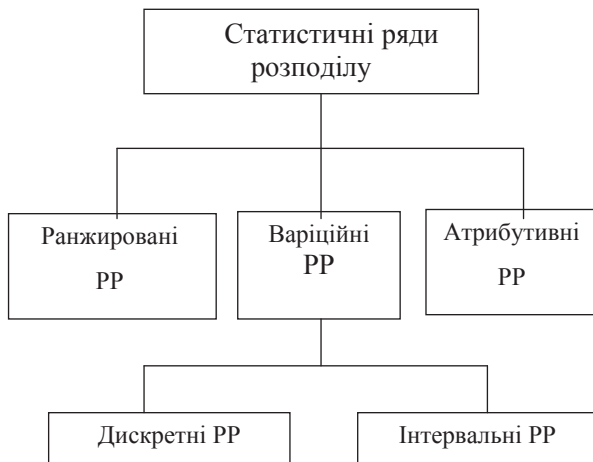 Статистичні ряди
розподілу
Ранжировані
РР
Варіційні
РР
Атрибутивні
РР
Дискретні РР
Інтервальні РР